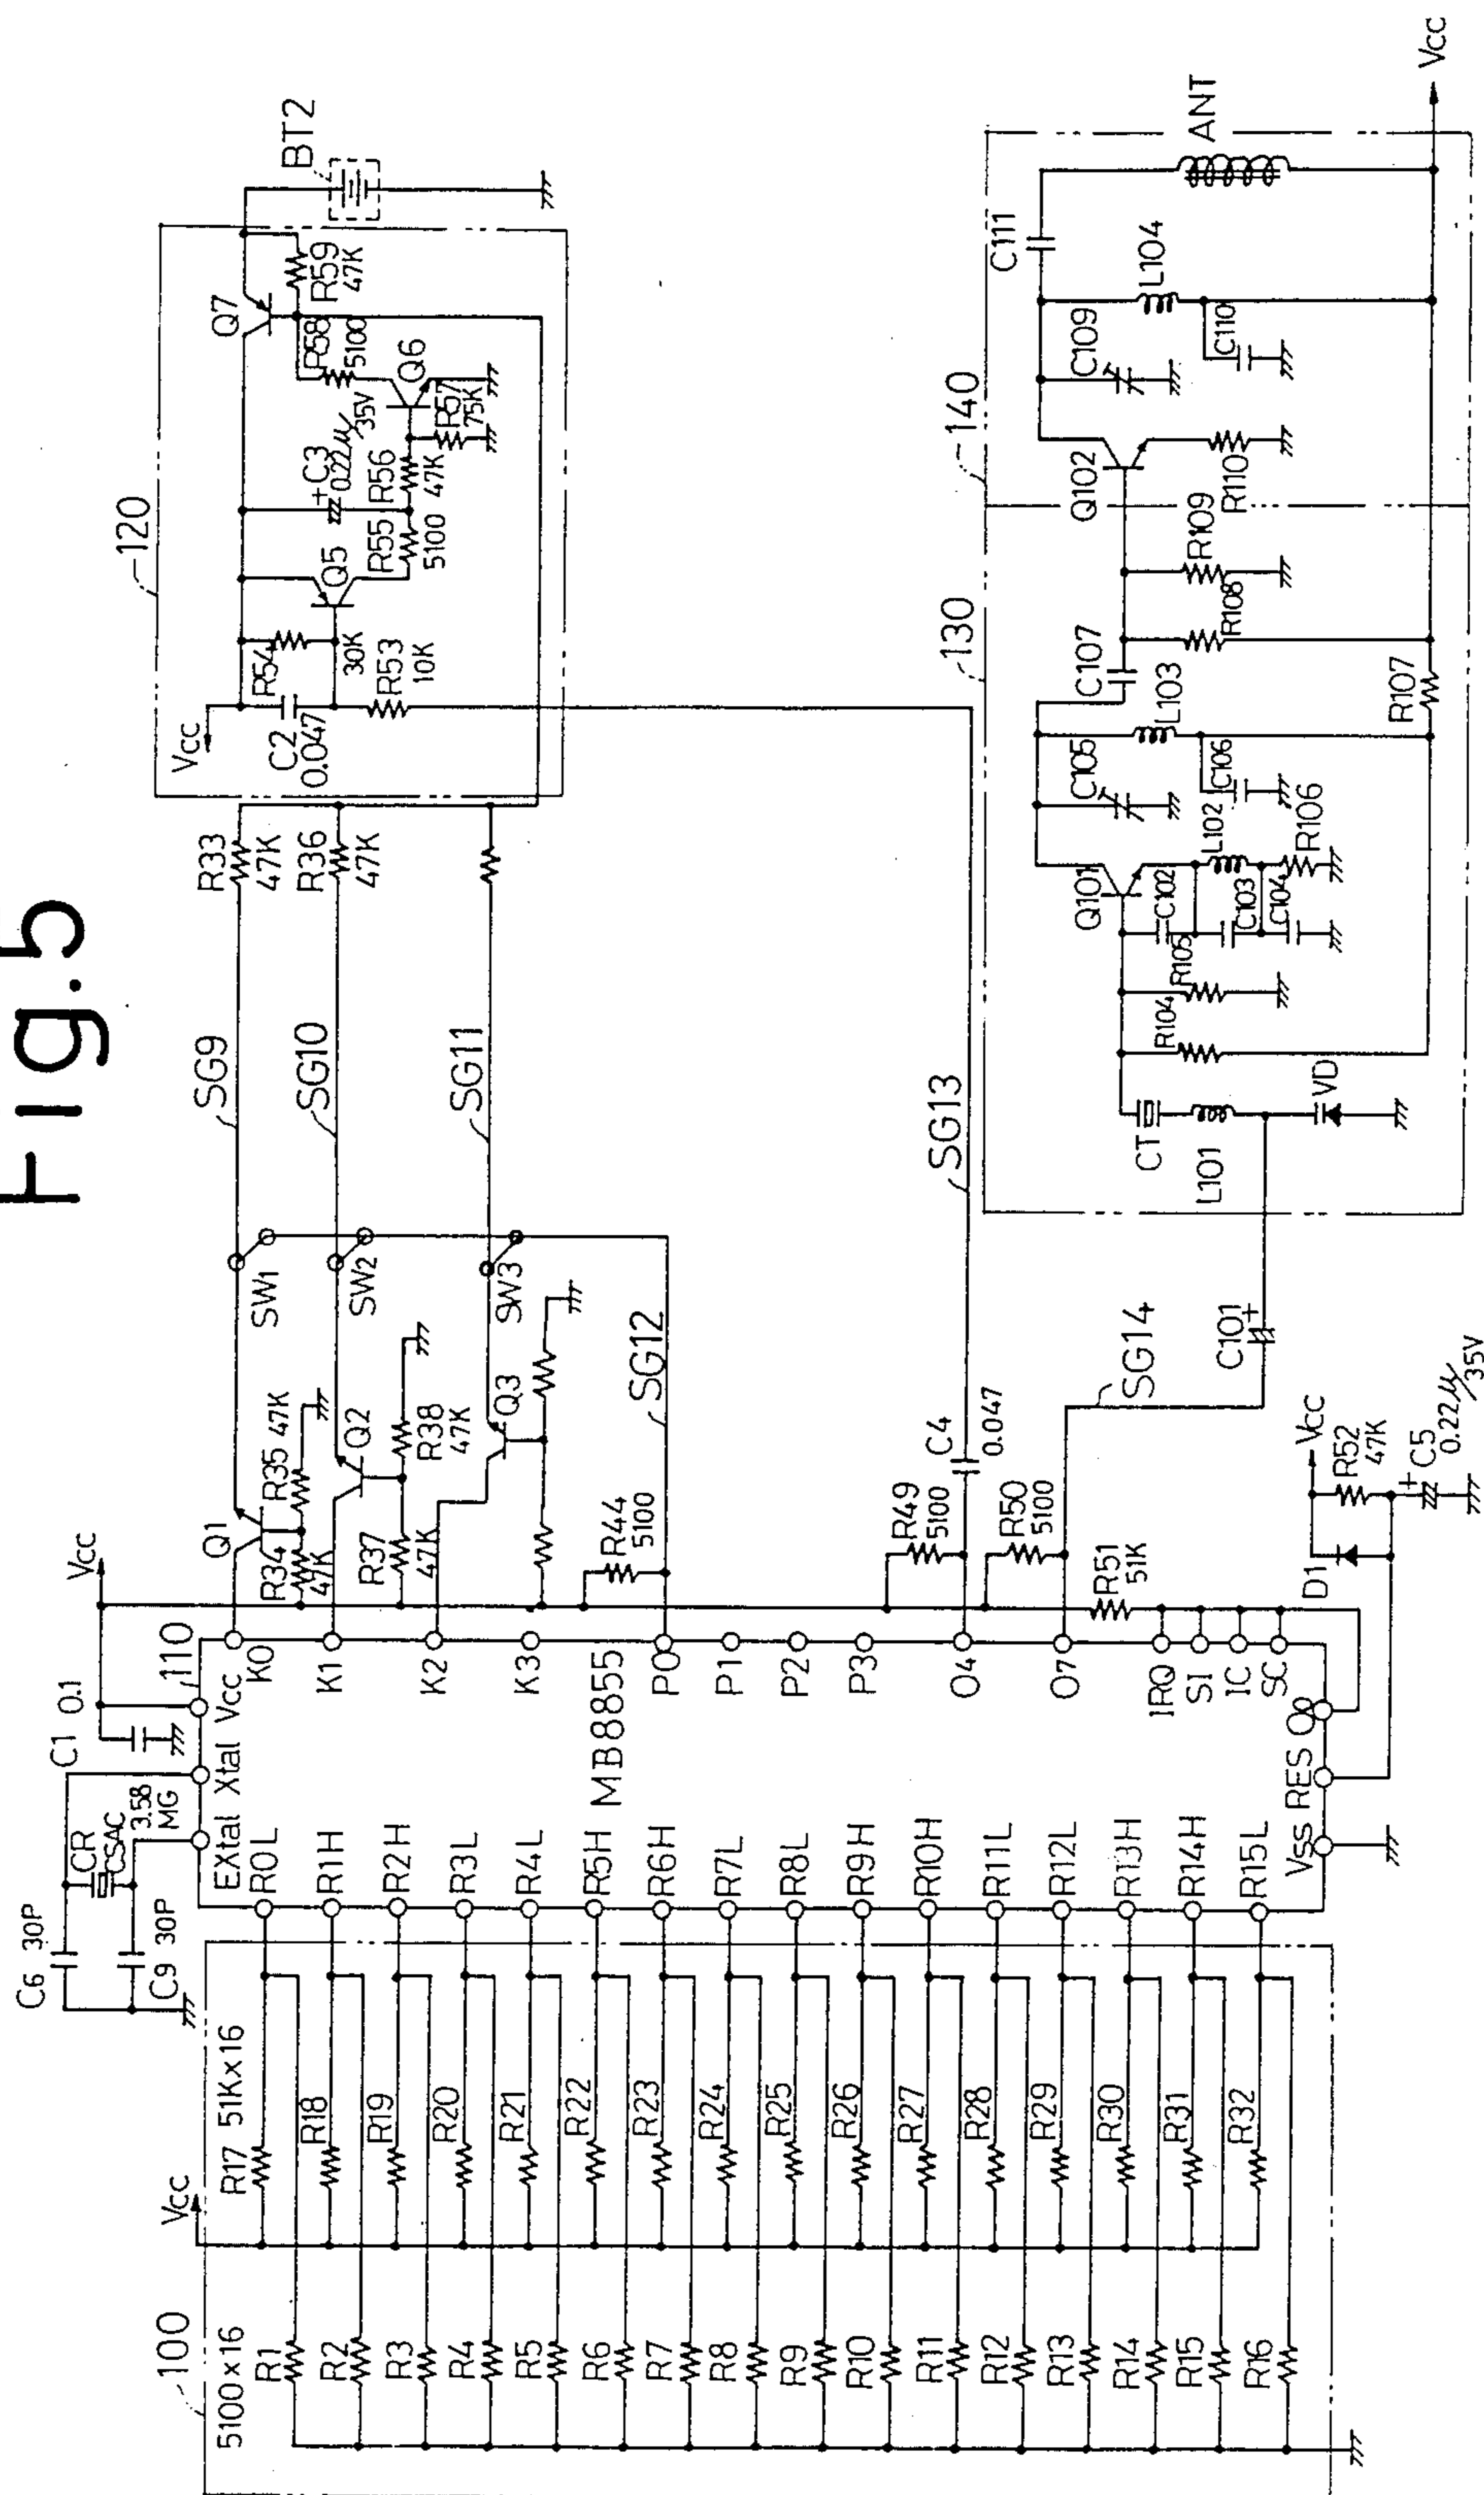 Fig.5
100
5100x16
Vcc
R17 51Kx16
R1
R2
R3
R4
R5
R6
R7
R8
R9
R10
R11
R12
R13
R14
R15
R16
R18
R19
R20
R21
R22
R23
R24
R25
R26
R27
R28
R29
R30
R31
R32
C6 30P
C9 30P
CR
CSAC
3.58
MG
C1 0.1
Vcc
110
EXtal Xtal Vcc
R0L
R1H
R2H
R3L
R4L
R5H
R6H
R7L
R8L
R9H
R10H
R11L
R12L
R13H
R14H
R15L
MB8855
K0
K1
K2
K3
P0
P1
P2
P3
O4
O7
IRQ
SI
IC
SC
Vss RES
Q1
R34
47K
R35 47K
Q2
R37
47K
R38
47K
Q3
R44
5100
R49
5100
C4
0.047
R50
5100
R51
51K
D1
Vcc
R52
47K
+
C5
0.22μ/35V
SW1
SW2
SW3
SG9
SG10
SG11
SG12
SG13
SG14
C101
+
R33
47K
R36
47K
120
Vcc
C2
0.047
R54
30K
R53
10K
Q5
R55
5100
+C3
0.22μ/35V
R56
47K
R57
75K
Q6
R58
5100
Q7
R59
47K
BT2
130
CT
L101
VD
R104
R105
Q101
C102
C103
C104
L102
R106
C105
L103
C106
C107
R107
R108
R109
140
Q102
R110
C109
L104
C110
C111
ANT
Vcc